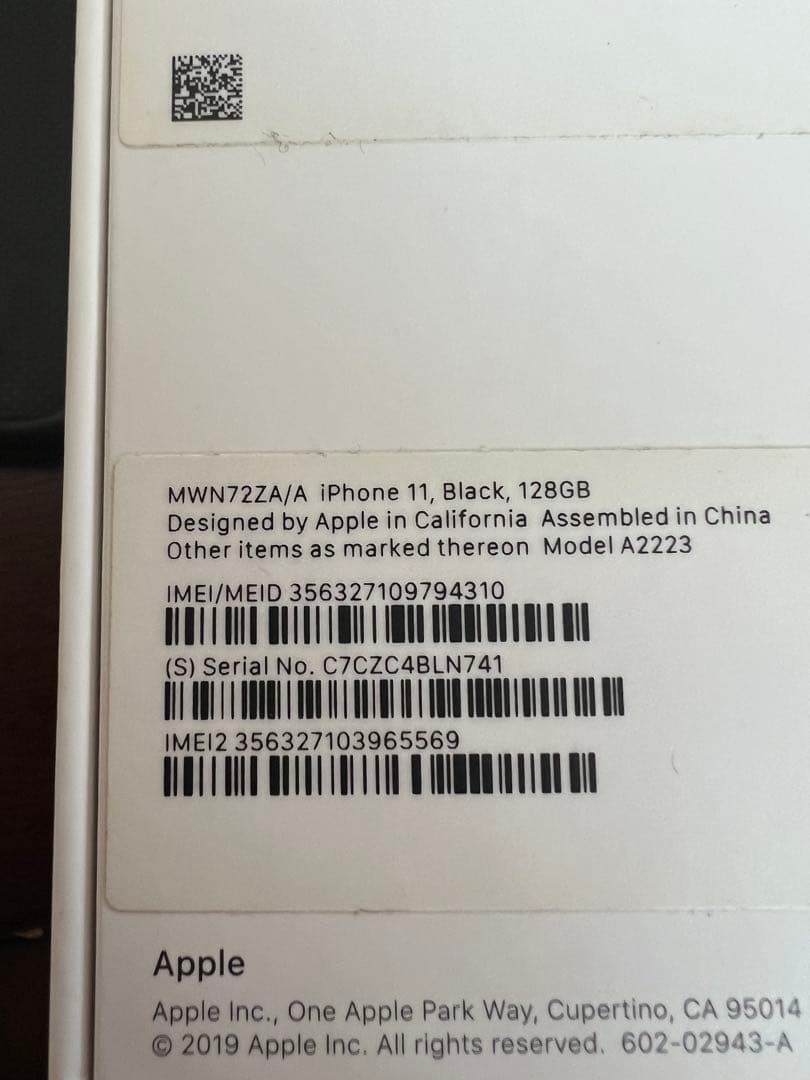 MWN72ZA/A iPhone 11, Black, 128GB
Designed by Apple in California Assembled in China
Other items as marked thereon Model A2223
IMEI/MEID 356327109794310
(S) Serial No. C7CZC4BLN741
IMEI2 356327103965569
Apple
Apple Inc., One Apple Park Way, Cupertino, CA 95014
© 2019 Apple Inc. All rights reserved. 602-02943-A